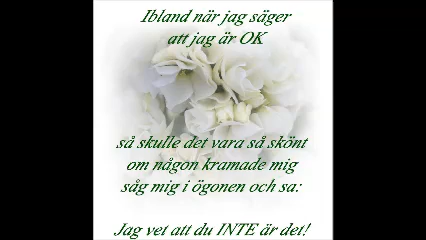 Ibland när jag säger
att jag är OK
så skulle det vara så skönt
om någon kramade mig
såg mig i ögonen och sa:
Jag vet att du INTE är det!